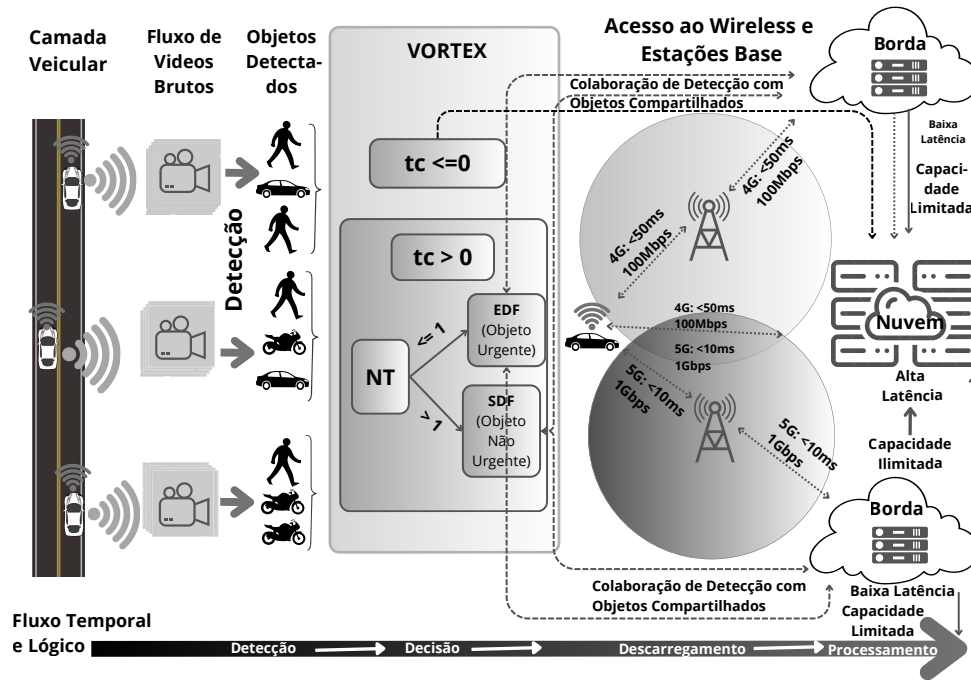 Camada
Veicular
Fluxo de
Videos
Brutos
Objetos
Detecta-
dos
Detecção
VORTEX
tc <=0
tc > 0
NT
<= 1
> 1
EDF
(Objeto
Urgente)
SDF
(Objeto
Não
Urgente)
Acesso ao Wireless e
Estações Base
Colaboração de Detecção com
Objetos Compartilhados
4G: <50ms
100Mbps
4G: <50ms
100Mbps
4G: <50ms
100Mbps
5G: <10ms
1Gbps
5G: <10ms
1Gbps
5G: <10ms
1Gbps
Colaboração de Detecção com
Objetos Compartilhados
Borda
Baixa
Latência
Capaci-
dade
Limitada
Nuvem
Alta
Latência
Capacidade
Ilimitada
Borda
Baixa Latência
Capacidade
Limitada
Fluxo Temporal
e Lógico
Detecção
Decisão
Descarregamento
Processamento